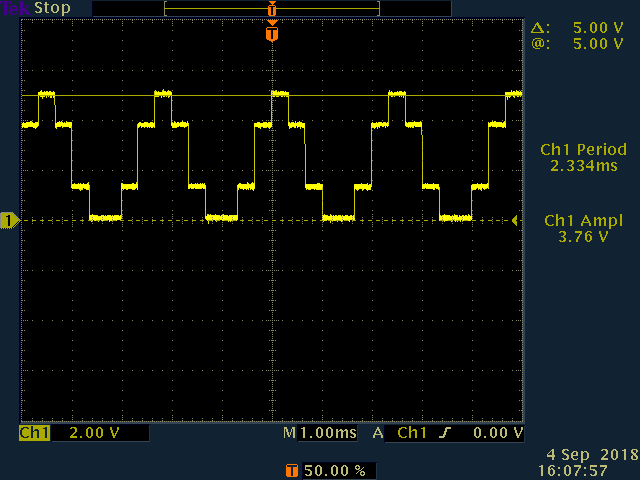 Tek Stop
T
T
Δ: 5.00 V
@: 5.00 V
Ch1 Period
2.334ms
1
Ch1 Ampl
3.76 V
Ch1 2.00 V M 1.00ms A Ch1 0.00 V
T 50.00 %
4 Sep 2018
16:07:57